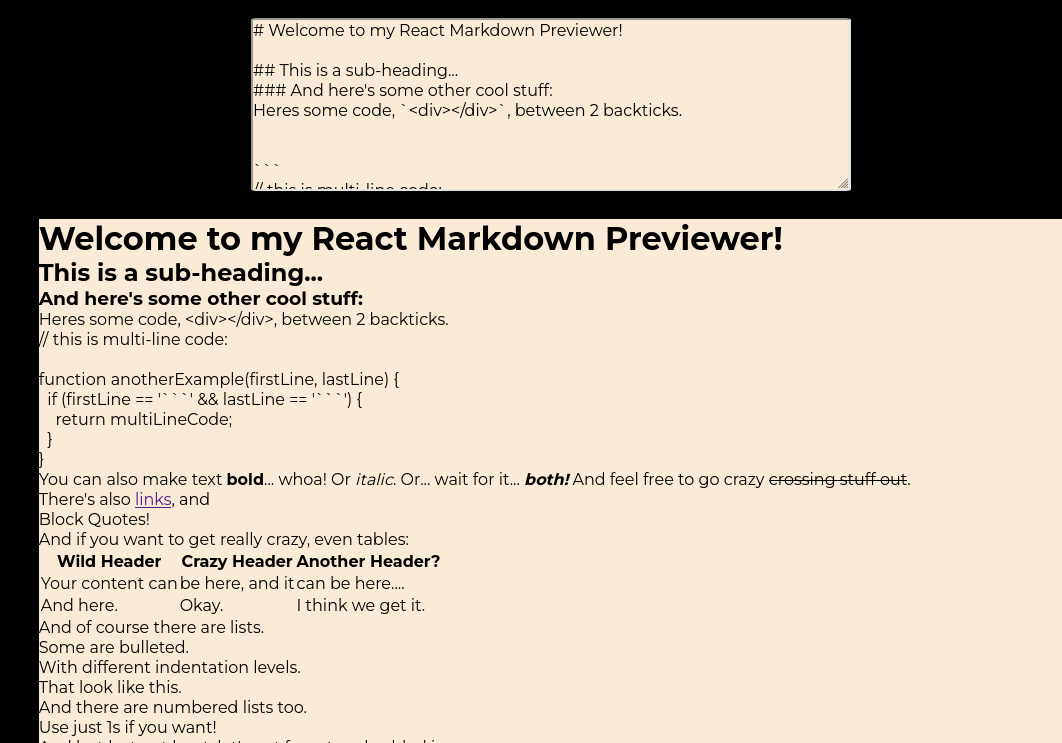 # Welcome to my React Markdown Previewer!
## This is a sub-heading...
### And here's some other cool stuff:
Heres some code, `<div></div>`, between 2 backticks.
```
// this is multi-line code:
Welcome to my React Markdown Previewer!
This is a sub-heading...
And here's some other cool stuff:
Heres some code, <div></div>, between 2 backticks.
// this is multi-line code:
function anotherExample(firstLine, lastLine) {
if (firstLine == '```' && lastLine == '```') {
return multiLineCode;
}
}
You can also make text bold... whoa! Or italic. Or... wait for it... both! And feel free to go crazy crossing stuff out.
There's also links, and
Block Quotes!
And if you want to get really crazy, even tables:
Wild Header Crazy Header Another Header?
Your content can be here, and it can be here....
And here. Okay. I think we get it.
And of course there are lists.
Some are bulleted.
With different indentation levels.
That look like this.
And there are numbered lists too.
Use just 1s if you want!